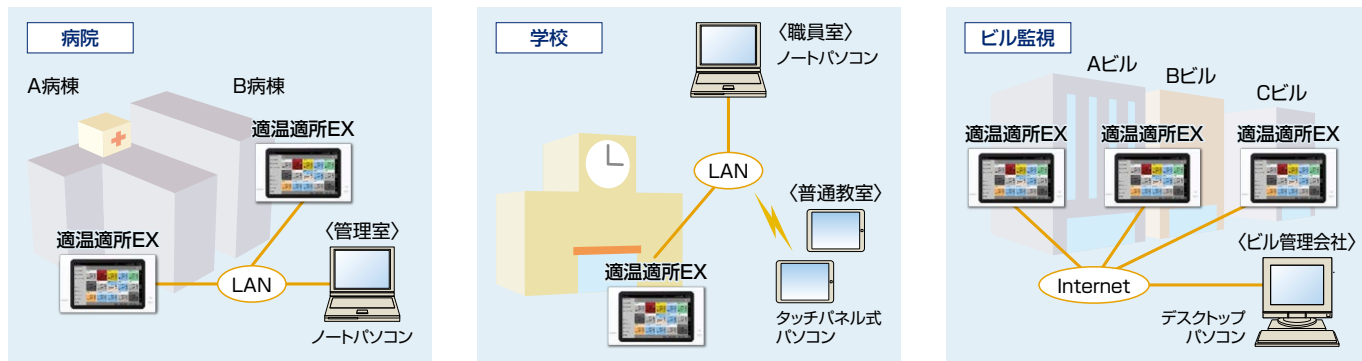 病院
A病棟
B病棟
適温適所EX
適温適所EX
〈管理室〉
LAN
ノートパソコン
学校
〈職員室〉
ノートパソコン
LAN
〈普通教室〉
適温適所EX
タッチパネル式
パソコン
ビル監視
Aビル
Bビル
Cビル
適温適所EX
適温適所EX
適温適所EX
〈ビル管理会社〉
Internet
デスクトップ
パソコン